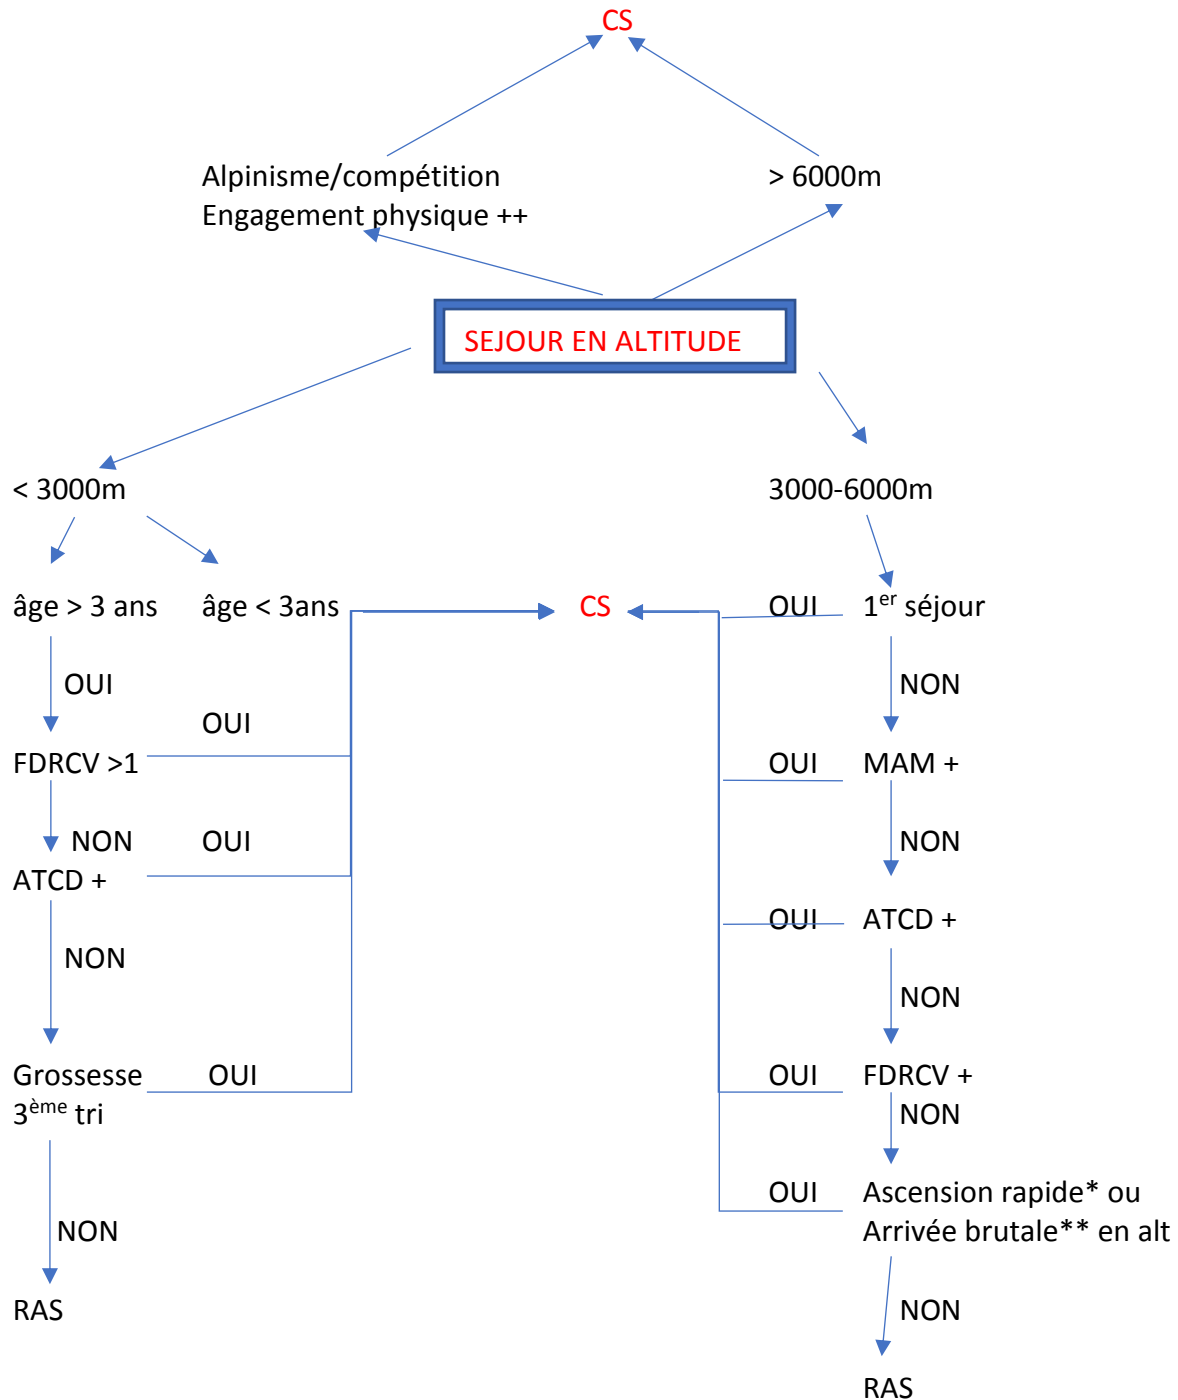 CS
Alpinisme/compétition
Engagement physique ++
> 6000m
SEJOUR EN ALTITUDE
< 3000m
3000-6000m
âge > 3 ans
âge < 3ans
CS
OUI
1er séjour
OUI
NON
OUI
FDRCV >1
OUI
MAM +
NON
OUI
NON
ATCD +
OUI
ATCD +
NON
NON
Grossesse
3ème tri
OUI
OUI
FDRCV +
NON
OUI
Ascension rapide* ou
Arrivée brutale** en alt
NON
RAS
NON
RAS